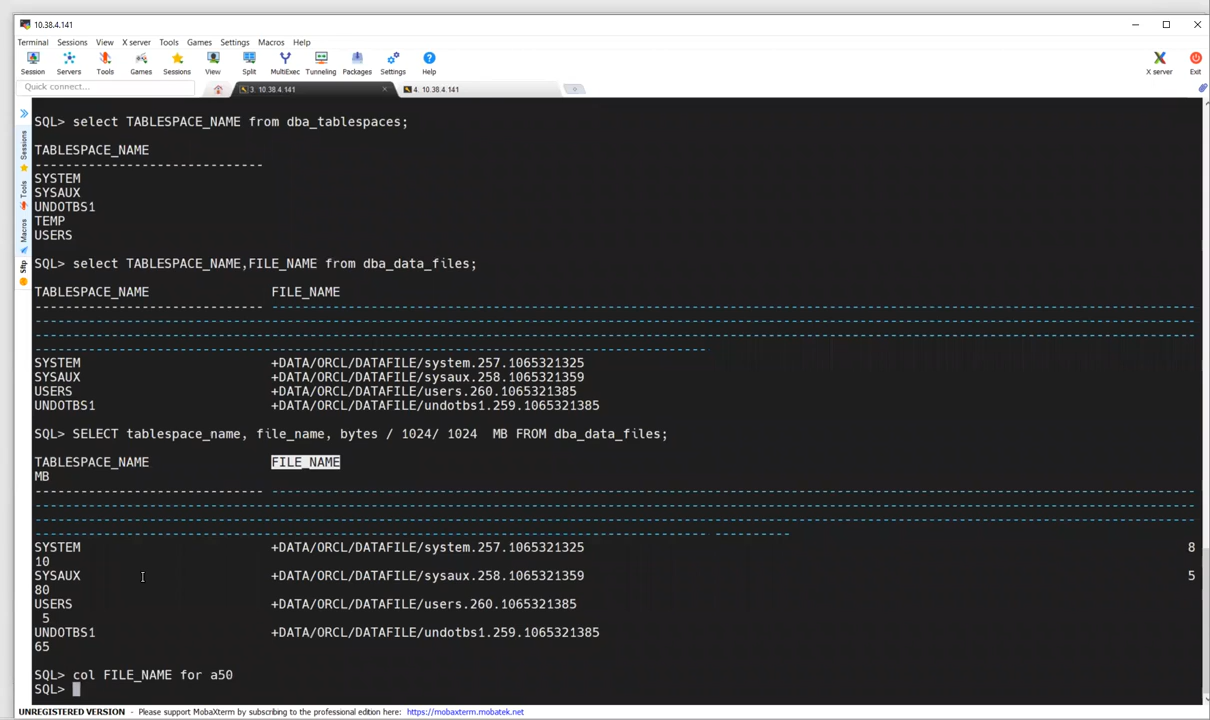 10.38.4.141
Terminal Sessions View X server Tools Games Settings Macros Help
Session Servers Tools Games Sessions View Split MultiExec Tunneling Packages Settings Help X server Exit
Quick connect...
3. 10.38.4.141
4. 10.38.4.141
Sessions
Tools
Macros
Sftp
SQL> select TABLESPACE_NAME from dba_tablespaces;
TABLESPACE_NAME
------------------------------
SYSTEM
SYSAUX
UNDOTBS1
TEMP
USERS
SQL> select TABLESPACE_NAME,FILE_NAME from dba_data_files;
TABLESPACE_NAME FILE_NAME
SYSTEM +DATA/ORCL/DATAFILE/system.257.1065321325
SYSAUX +DATA/ORCL/DATAFILE/sysaux.258.1065321359
USERS +DATA/ORCL/DATAFILE/users.260.1065321385
UNDOTBS1 +DATA/ORCL/DATAFILE/undotbs1.259.1065321385
SQL> SELECT tablespace_name, file_name, bytes / 1024/ 1024  MB FROM dba_data_files;
TABLESPACE_NAME FILE_NAME
MB
SYSTEM +DATA/ORCL/DATAFILE/system.257.1065321325 8
10
SYSAUX +DATA/ORCL/DATAFILE/sysaux.258.1065321359 5
80
USERS +DATA/ORCL/DATAFILE/users.260.1065321385
5
UNDOTBS1 +DATA/ORCL/DATAFILE/undotbs1.259.1065321385
65
SQL> col FILE_NAME for a50
SQL>
UNREGISTERED VERSION - Please support MobaXterm by subscribing to the professional edition here: https://mobaxterm.mobatek.net